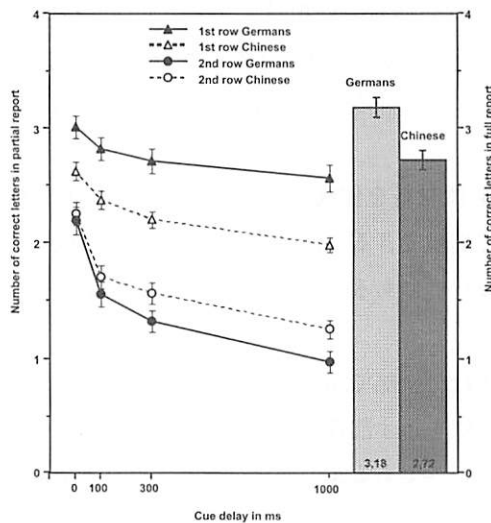 1st row Germans
1st row Chinese
2nd row Germans
2nd row Chinese
Number of correct letters in partial report
4
3
2
1
0
0 100 300 1000
Cue delay in ms
Germans
Chinese
3,18 2,72
4
3
2
1
0
Number of correct letters in full report